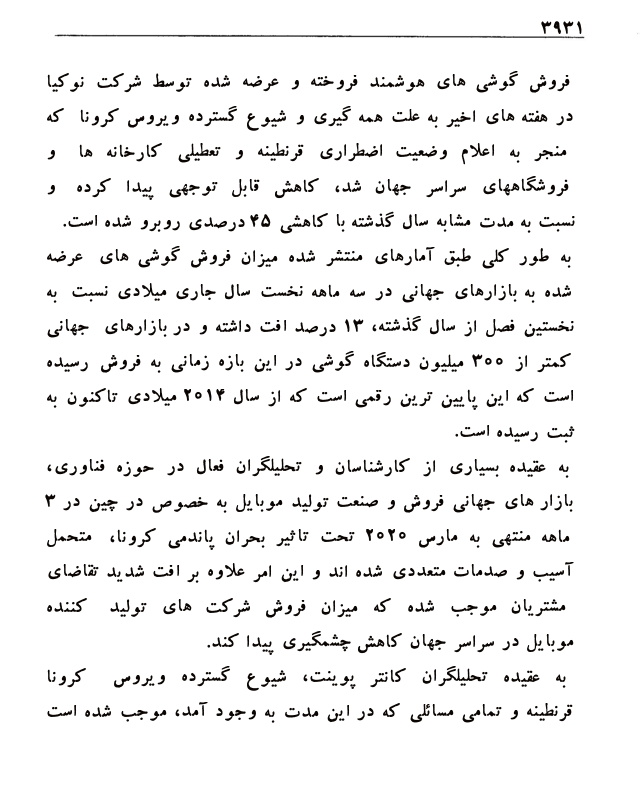 ۳۹۳۱
فروش گوشی های هوشمند فروخته و عرضه شده توسط شرکت نوکیا
در هفته های اخیر به علت همه گیری و شیوع گسترده ویروس کرونا که
منجر به اعلام وضعیت اضطراری قرنطینه و تعطیلی کارخانه ها و
فروشگاههای سراسر جهان شد، کاهش قابل توجهی پیدا کرده و
نسبت به مدت مشابه سال گذشته با کاهشی ۴۵ درصدی روبرو شده است.
به طور کلی طبق آمارهای منتشر شده میزان فروش گوشی های عرضه
شده به بازارهای جهانی در سه ماهه نخست سال جاری میلادی نسبت به
نخستین فصل از سال گذشته، ۱۳ درصد افت داشته و در بازارهای جهانی
کمتر از ۳۰۰ میلیون دستگاه گوشی در این بازه زمانی به فروش رسیده
است که این پایین ترین رقمی است که از سال ۲۰۱۴ میلادی تاکنون به
ثبت رسیده است.
به عقیده بسیاری از کارشناسان و تحلیلگران فعال در حوزه فناوری،
بازار های جهانی فروش و صنعت تولید موبایل به خصوص در چین در ۳
ماهه منتهی به مارس ۲۰۲۰ تحت تاثیر بحران پاندمی کرونا، متحمل
آسیب و صدمات متعددی شده اند و این امر علاوه بر افت شدید تقاضای
مشتریان موجب شده که میزان فروش شرکت های تولید کننده
موبایل در سراسر جهان کاهش چشمگیری پیدا کند.
به عقیده تحلیلگران کانتر پوینت، شیوع گسترده ویروس کرونا
قرنطینه و تمامی مسائلی که در این مدت به وجود آمد، موجب شده است